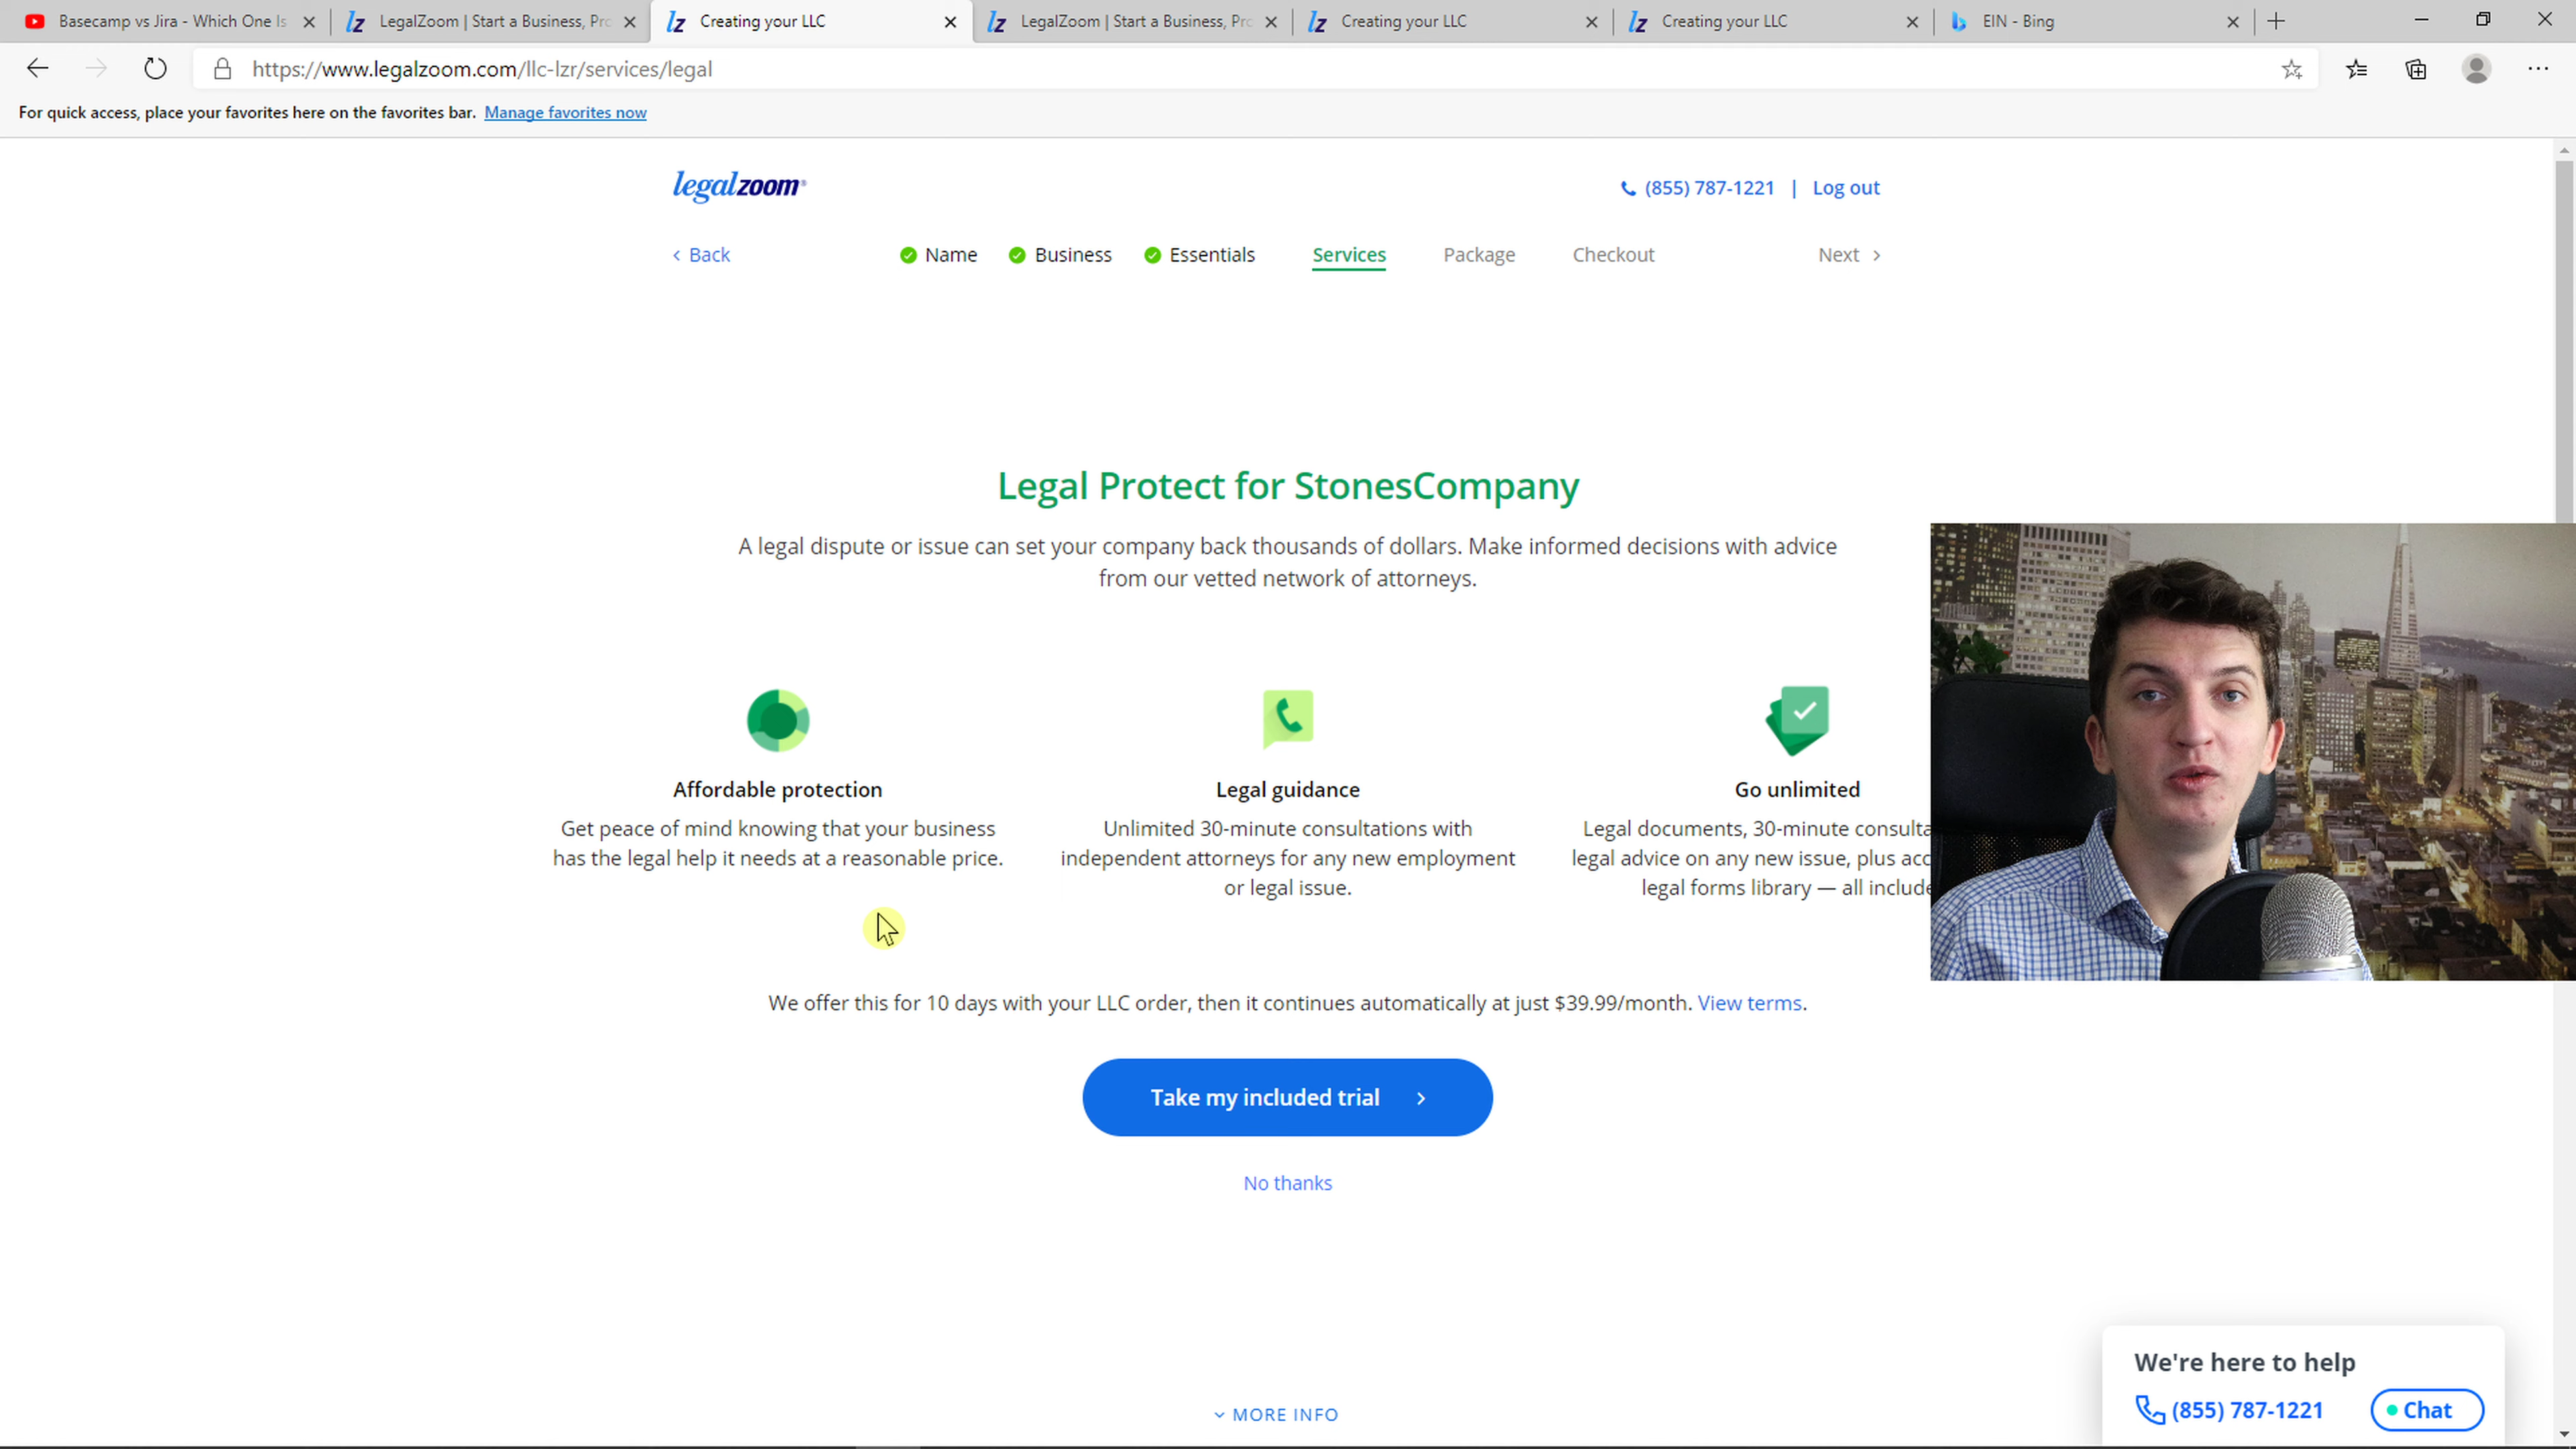 Basecamp vs Jira - Which One Is
LegalZoom | Start a Business, Pro
Creating your LLC
LegalZoom | Start a Business, Pro
Creating your LLC
Creating your LLC
EIN - Bing
https://www.legalzoom.com/llc-lzr/services/legal
For quick access, place your favorites here on the favorites bar. Manage favorites now
legalzoom
(855) 787-1221 | Log out
Back
Name
Business
Essentials
Services
Package
Checkout
Next
Legal Protect for StonesCompany
A legal dispute or issue can set your company back thousands of dollars. Make informed decisions with advice
from our vetted network of attorneys.
Affordable protection
Get peace of mind knowing that your business
has the legal help it needs at a reasonable price.
Legal guidance
Unlimited 30-minute consultations with
independent attorneys for any new employment
or legal issue.
Go unlimited
Legal documents, 30-minute
legal advice on any new issue, plus
legal forms library — all
We offer this for 10 days with your LLC order, then it continues automatically at just $39.99/month. View terms.
Take my included trial
No thanks
MORE INFO
We're here to help
(855) 787-1221
Chat